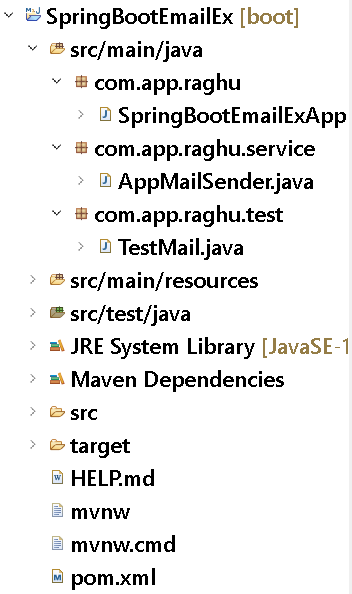 SpringBootEmailEx [boot]
src/main/java
com.app.raghu
SpringBootEmailExApp
com.app.raghu.service
AppMailSender.java
com.app.raghu.test
TestMail.java
src/main/resources
src/test/java
JRE System Library [JavaSE-1
Maven Dependencies
src
target
HELP.md
mvnw
mvnw.cmd
pom.xml